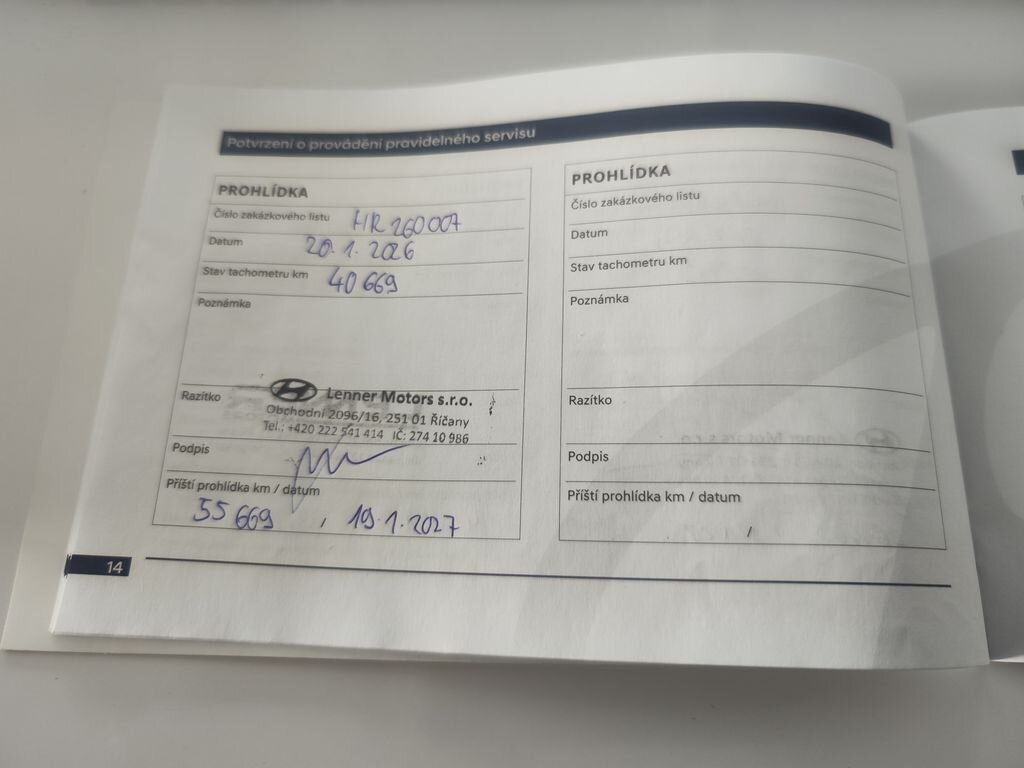 Potvrzení o provádění pravidelného servisu
PROHLÍDKA
Číslo zakázkového listu HR260007
Datum 20.1.2026
Stav tachometru km 40 669
Poznámka
Razítko
Lenner Motors s.r.o.
Obchodní 2096/16, 251 01 Říčany
Tel.: +420 222 541 414 IČ: 274 10 986
Podpis
Příští prohlídka km / datum
55 669 / 19.1.2027
PROHLÍDKA
Číslo zakázkového listu
Datum
Stav tachometru km
Poznámka
Razítko
Podpis
Příští prohlídka km / datum
/
14